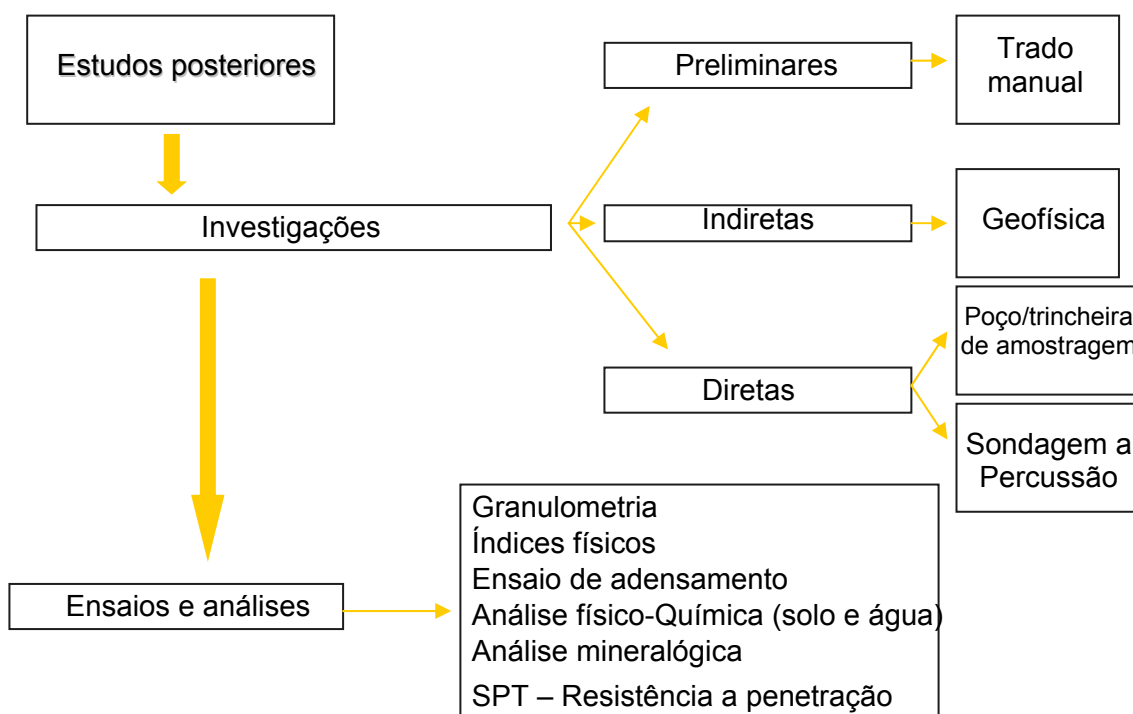 Estudos posteriores
Preliminares
Trado
manual
Investigações
Indiretas
Geofísica
Diretas
Poço/trincheira
de amostragem
Sondagem a
Percussão
Ensaios e análises
Granulometria
Índices físicos
Ensaio de adensamento
Análise físico-Química (solo e água)
Análise mineralógica
SPT – Resistência a penetração